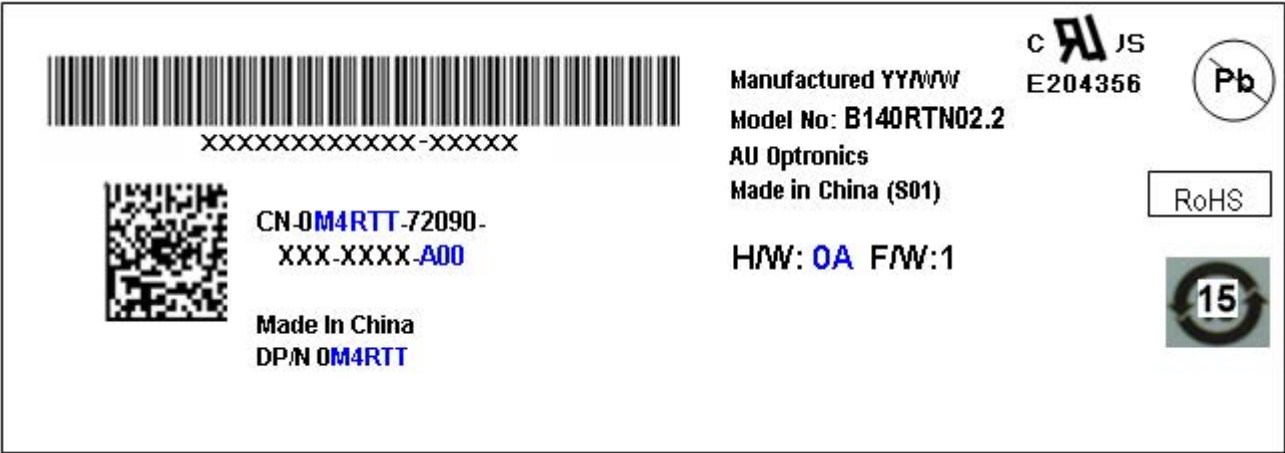 XXXXXXXXXXXX-XXXXX
CN-0M4RTT-72090-
XXX-XXXX-A00
Made In China
DP/N 0M4RTT
Manufactured YY/WW
Model No: B140RTN02.2
AU Optronics
Made in China (S01)
H/W: 0A F/W:1
C RU US
E204356
Pb
RoHS
15